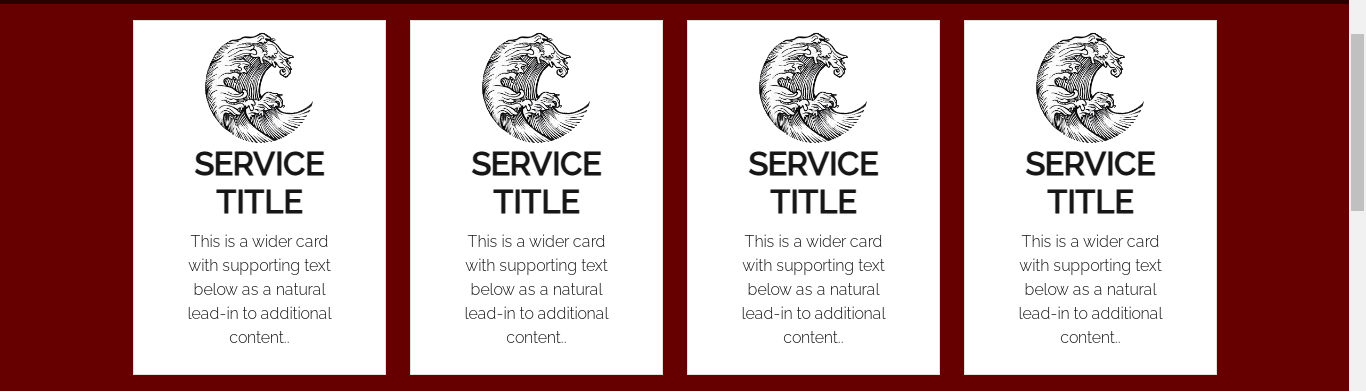 SERVICE
TITLE
This is a wider card
with supporting text
below as a natural
lead-in to additional
content..
SERVICE
TITLE
This is a wider card
with supporting text
below as a natural
lead-in to additional
content..
SERVICE
TITLE
This is a wider card
with supporting text
below as a natural
lead-in to additional
content..
SERVICE
TITLE
This is a wider card
with supporting text
below as a natural
lead-in to additional
content..